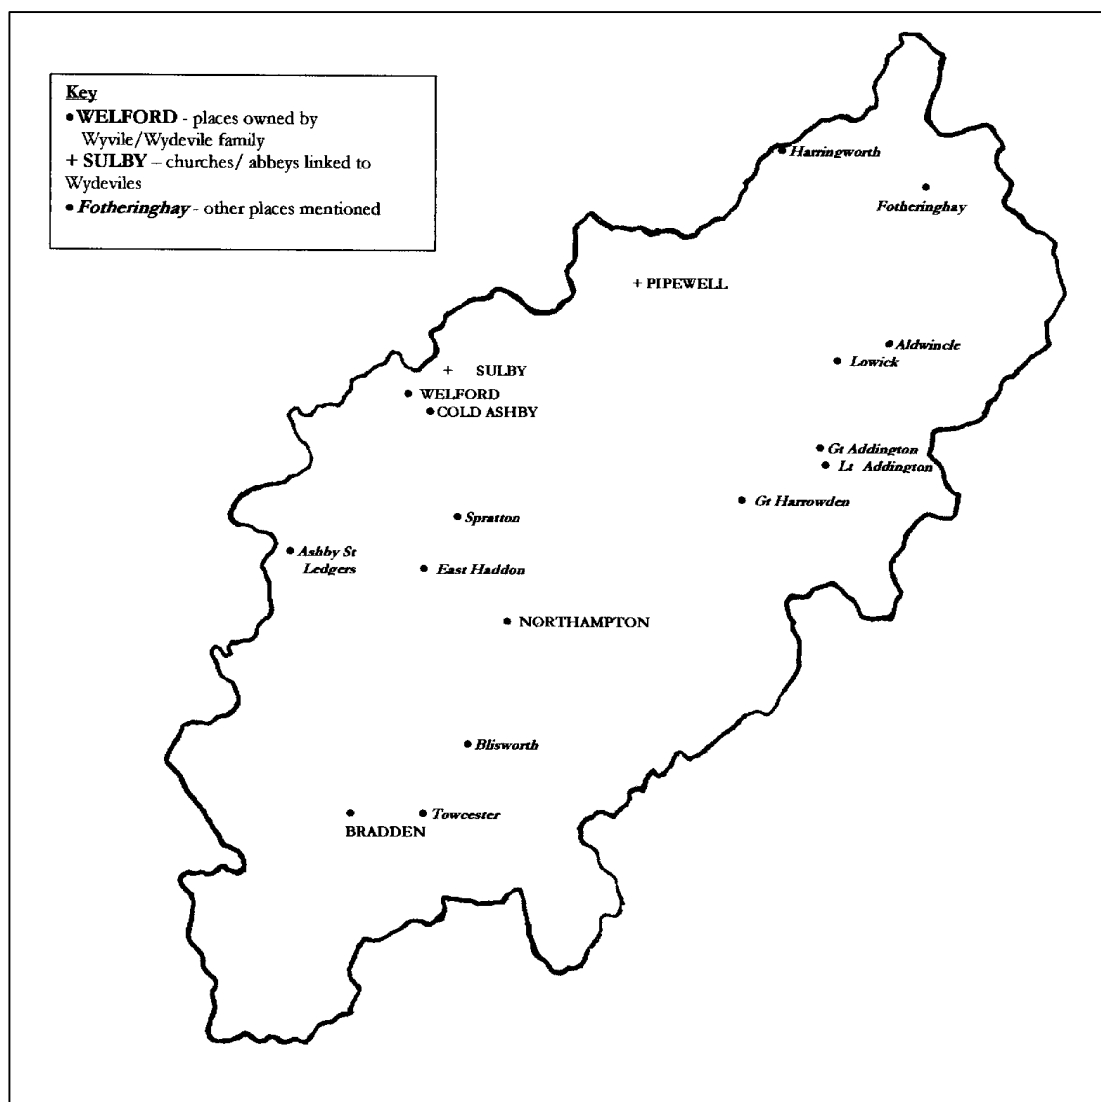 Key
•WELFORD - places owned by
Wyvile/Wydevile family
+ SULBY – churches/ abbeys linked to
Wydeviles
• Fotheringhay - other places mentioned
Harringworth
Fotheringhay
+ PIPEWELL
Aldwincle
Lowick
+ SULBY
WELFORD
COLD ASHBY
Gt Addington
Lt Addington
Gt Harrowden
Spratton
Ashby St
Ledgers
East Haddon
NORTHAMPTON
Blisworth
Towcester
BRADDEN